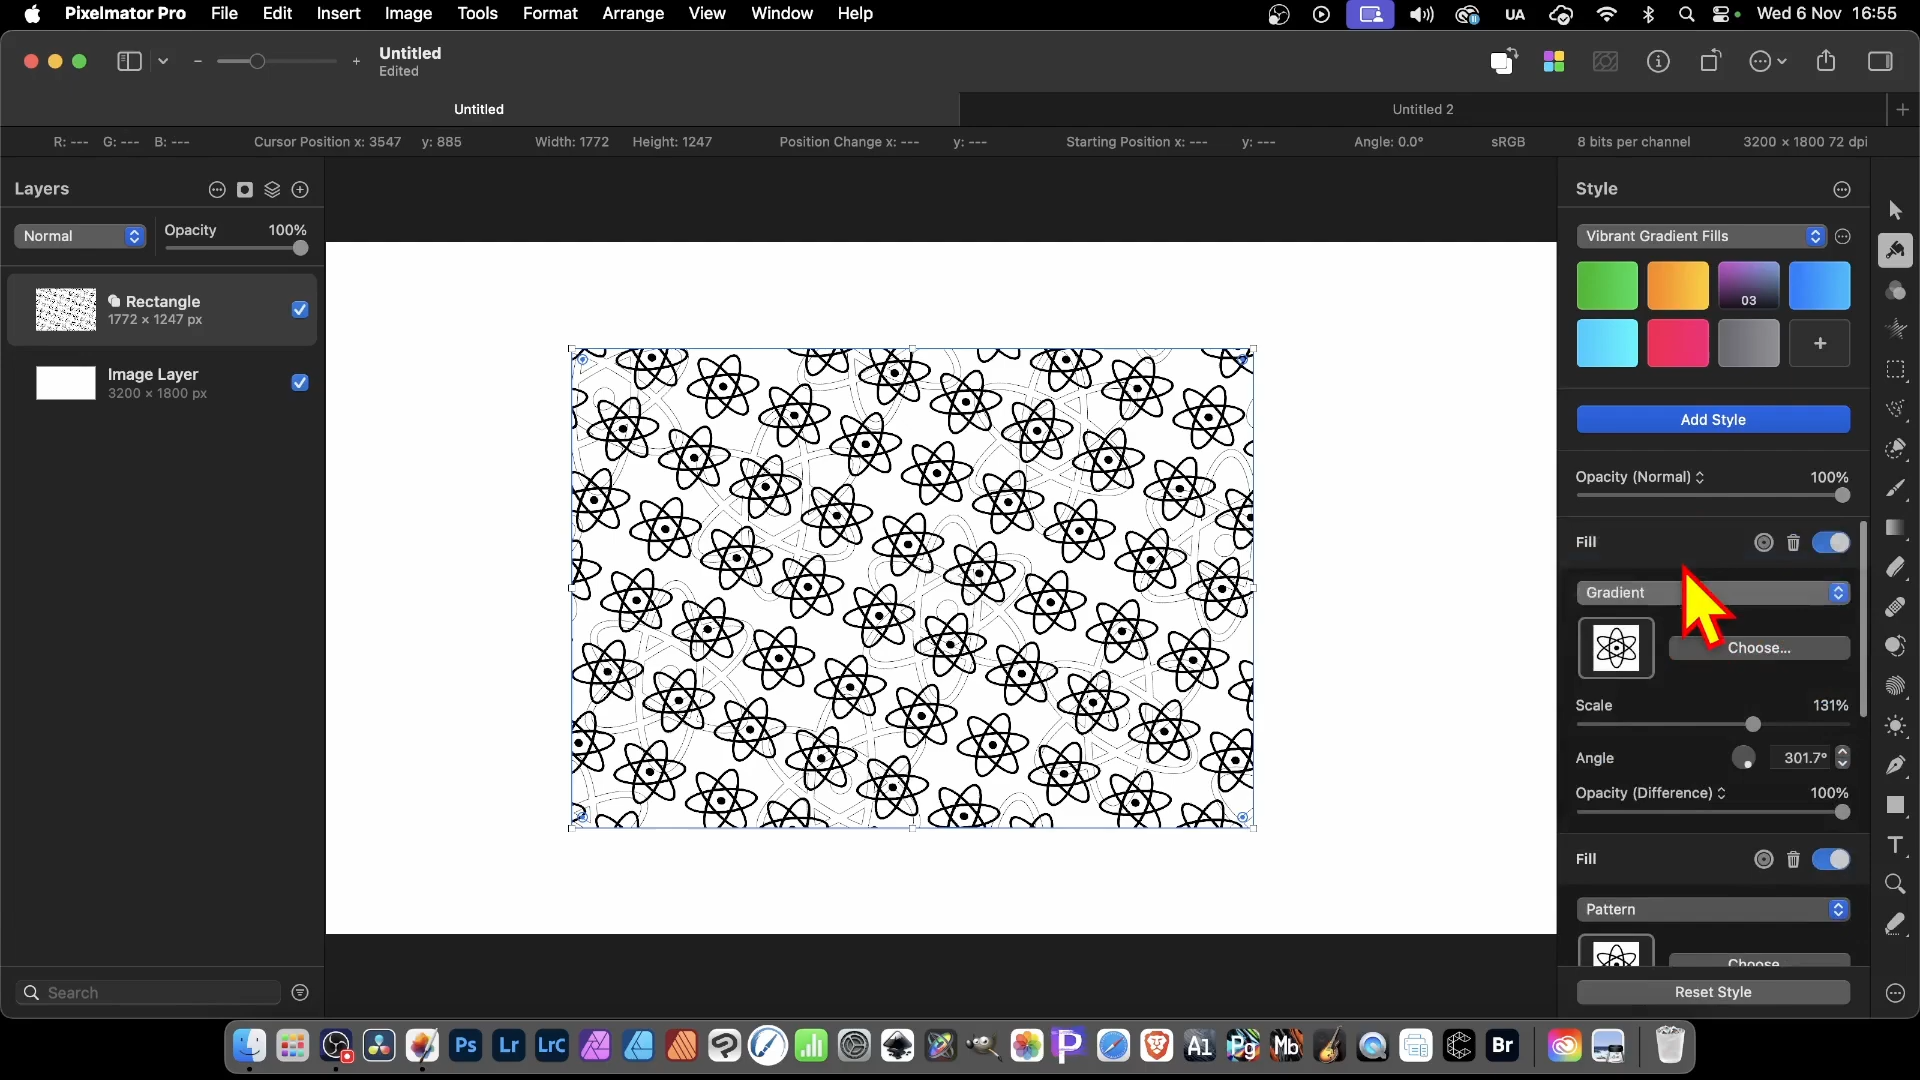 Pixelmator Pro File Edit Insert Image Tools Format Arrange View Window Help UA Wed 6 Nov 16:55
Untitled
Edited
Untitled Untitled 2
R: --- G: --- B: --- Cursor Position x: 3547 y: 885 Width: 1772 Height: 1247 Position Change x: --- y: --- Starting Position x: --- y: --- Angle: 0.0° sRGB 8 bits per channel 3200 × 1800 72 dpi
Layers
Normal
Opacity 100%
Rectangle
1772 × 1247 px
Image Layer
3200 × 1800 px
Search
Style
Vibrant Gradient Fills
03
Add Style
Opacity (Normal) 100%
Fill
Gradient
Choose...
Scale 131%
Angle 301.7°
Opacity (Difference) 100%
Fill
Pattern
Choose...
Reset Style
Ps Lr LrC Ai Pg Mb Br